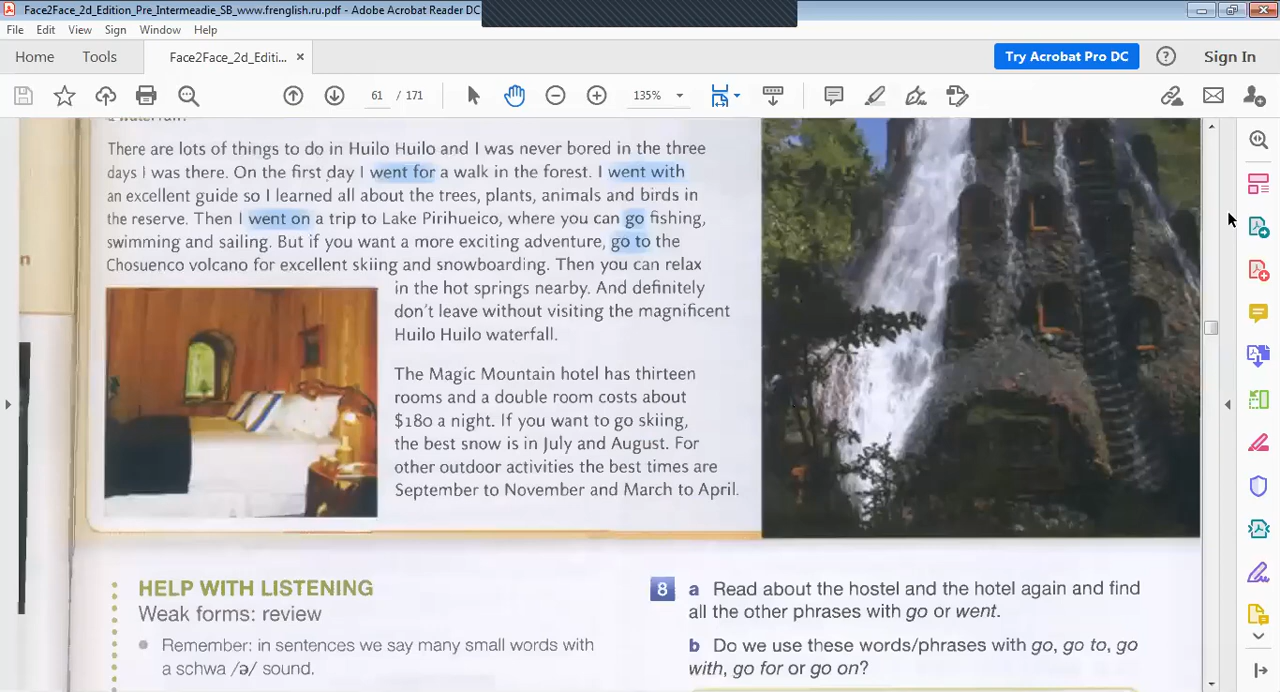 Face2Face_2d_Edition_Pre_Intermeadie_SB_www.frenglish.ru.pdf - Adobe Acrobat Reader DC
File Edit View Sign Window Help
Home Tools Face2Face_2d_Editi... × Try Acrobat Pro DC Sign In
61 / 171 135%
a waterfall.
There are lots of things to do in Huilo Huilo and I was never bored in the three
days I was there. On the first day I went for a walk in the forest. I went with
an excellent guide so I learned all about the trees, plants, animals and birds in
the reserve. Then I went on a trip to Lake Pirihueico, where you can go fishing,
swimming and sailing. But if you want a more exciting adventure, go to the
Chosuenco volcano for excellent skiing and snowboarding. Then you can relax
in the hot springs nearby. And definitely
don't leave without visiting the magnificent
Huilo Huilo waterfall.
The Magic Mountain hotel has thirteen
rooms and a double room costs about
$180 a night. If you want to go skiing,
the best snow is in July and August. For
other outdoor activities the best times are
September to November and March to April.
n
HELP WITH LISTENING
Weak forms: review
Remember: in sentences we say many small words with
a schwa /ə/ sound.
8 a Read about the hostel and the hotel again and find
all the other phrases with go or went.
b Do we use these words/phrases with go, go to, go
with, go for or go on?